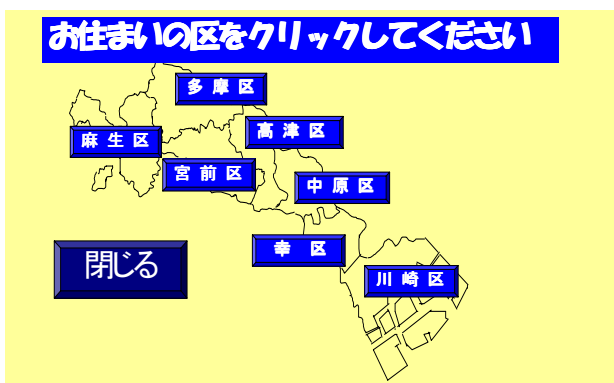 お住まいの区をクリックしてください
多摩区
高津区
麻生区
宮前区
中原区
幸区
川崎区
閉じる